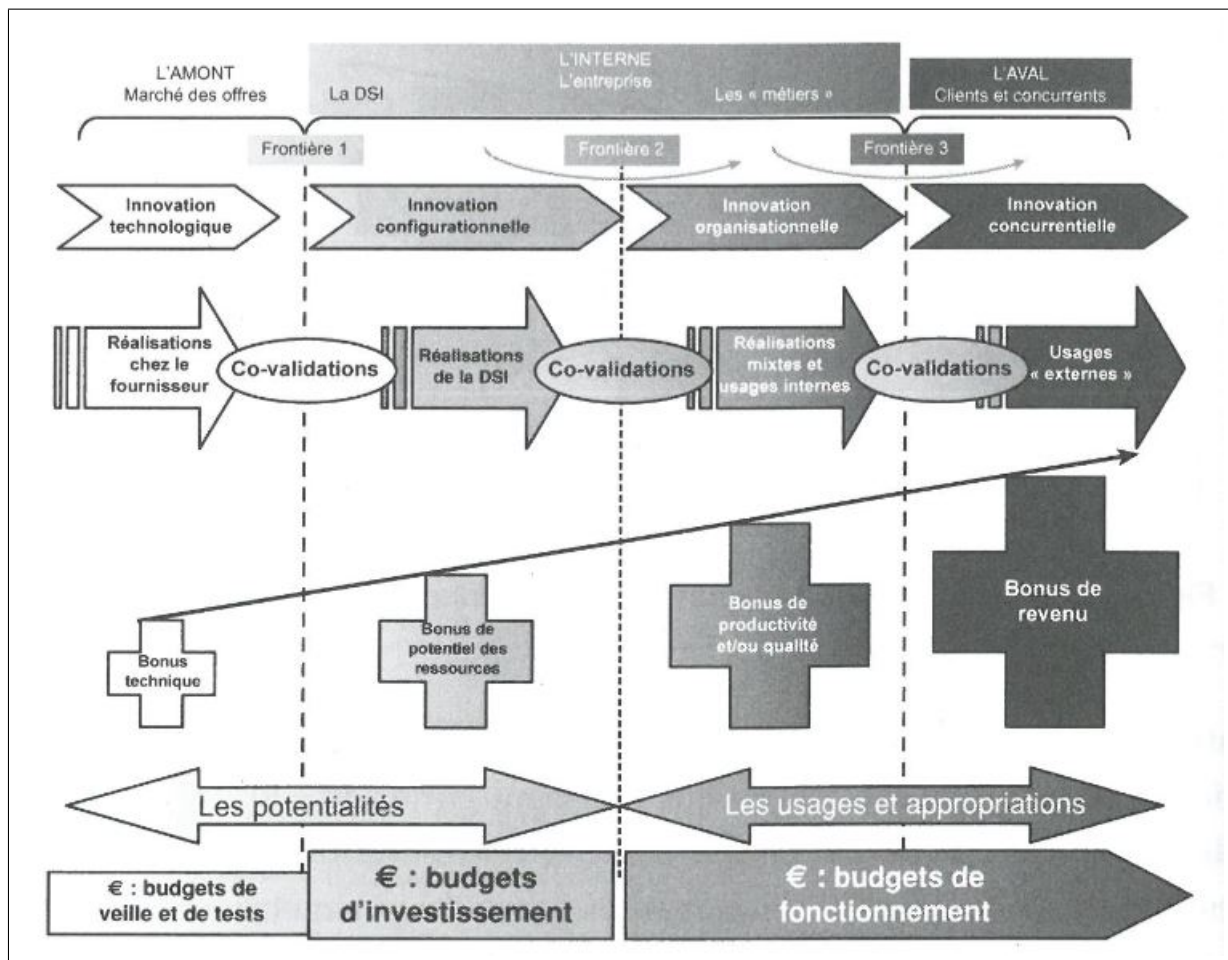 L'INTERNE
L'entreprise
L'AMONT
Marché des offres
La DSI
Les « métiers »
L'AVAL
Clients et concurrents
Frontière 1
Frontière 2
Frontière 3
Innovation
technologique
Innovation
configurationnelle
Innovation
organisationnelle
Innovation
concurrentielle
Réalisations
chez le
fournisseur
Co-validations
Réalisations
de la DSI
Co-validations
Réalisations
mixtes et
usages internes
Co-validations
Usages
« externes »
Bonus
technique
Bonus de
potentiel des
ressources
Bonus de
productivité
et/ou qualité
Bonus de
revenu
Les potentialités
Les usages et appropriations
€ : budgets de
veille et de tests
€ : budgets
d'investissement
€ : budgets de
fonctionnement